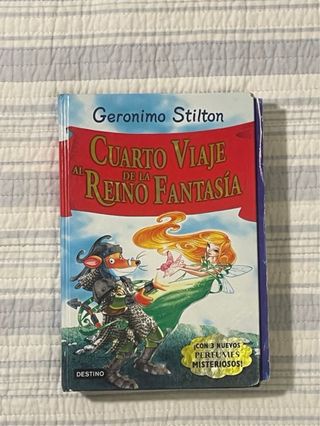 Geronimo Stilton
CUARTO VIAJE
AL REINO DE LA FANTASÍA
¡CON 3 NUEVOS
PERFUMES
MISTERIOSOS!
DESTINO